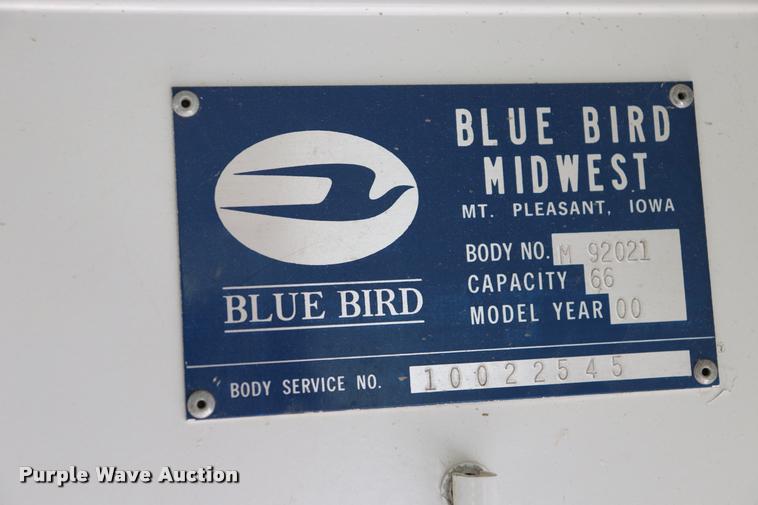 BLUE BIRD
MIDWEST
MT. PLEASANT, IOWA
BODY NO. M 92021
CAPACITY 66
MODEL YEAR 00
BLUE BIRD
BODY SERVICE NO. 10022545
Purple Wave Auction